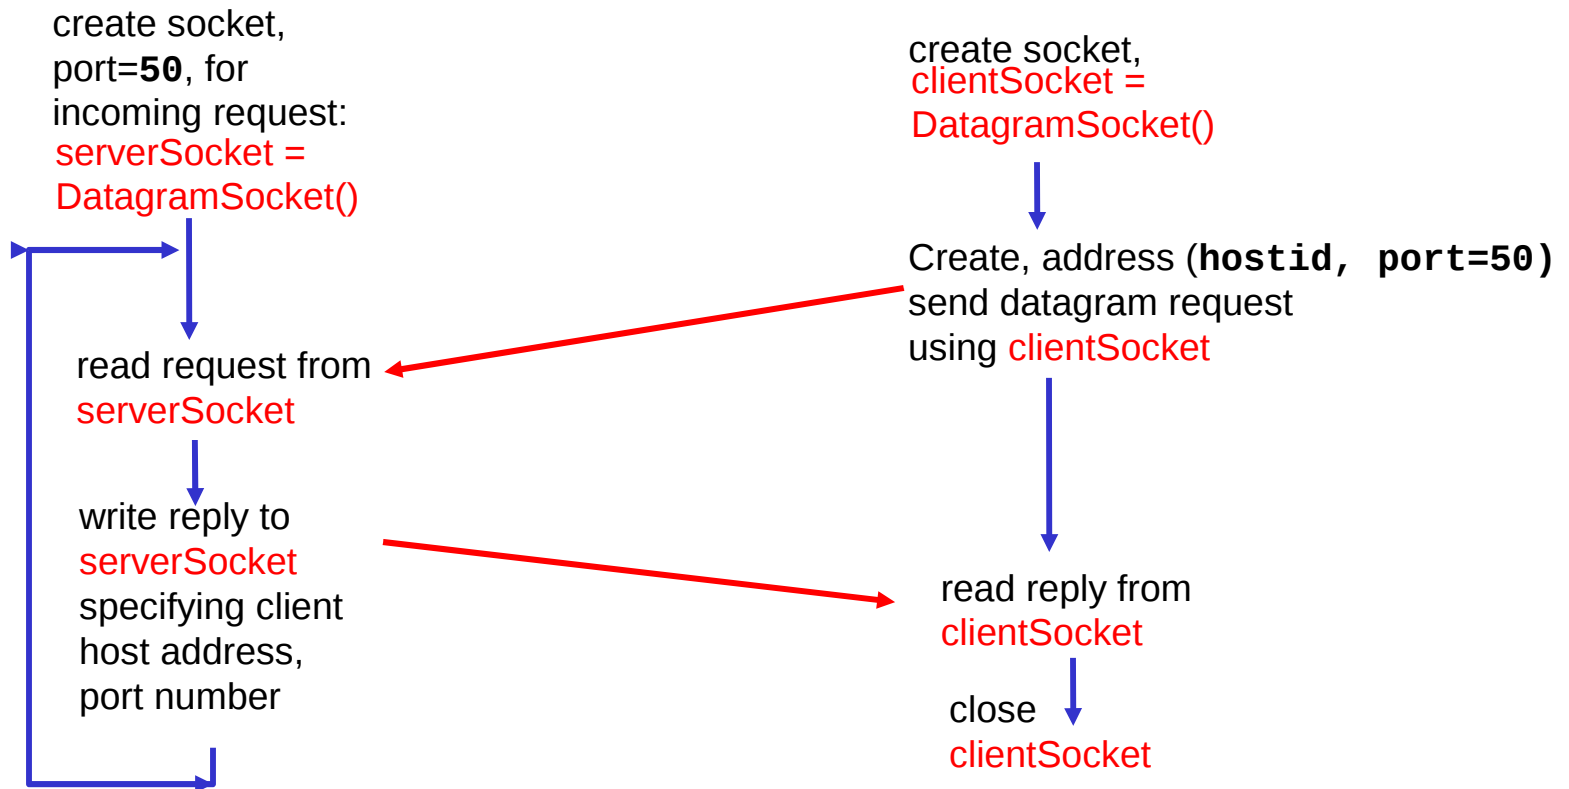 create socket,
port=50, for
incoming request:
serverSocket =
DatagramSocket()
read request from
serverSocket
write reply to
serverSocket
specifying client
host address,
port number
create socket,
clientSocket =
DatagramSocket()
Create, address (hostid, port=50)
send datagram request
using clientSocket
read reply from
clientSocket
close
clientSocket